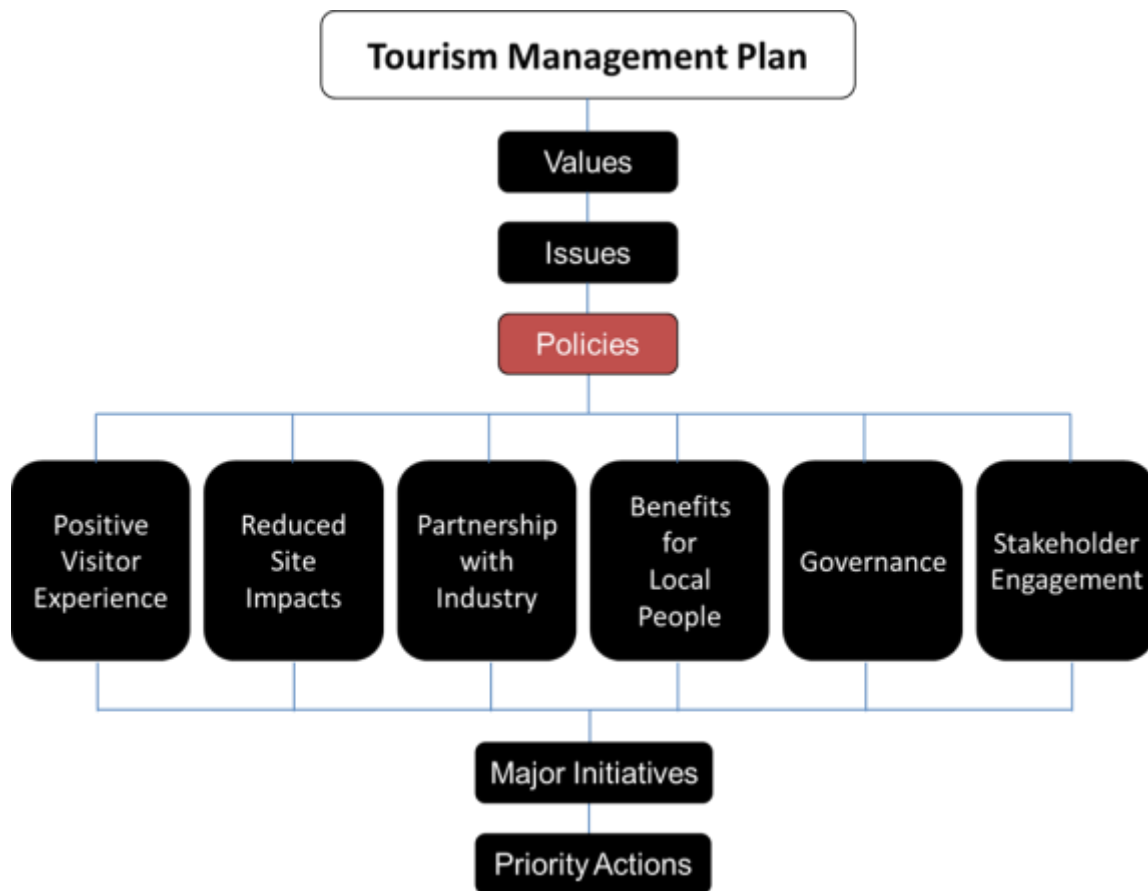 Tourism Management Plan
Values
Issues
Policies
Positive
Visitor
Experience
Reduced
Site
Impacts
Partnership
with
Industry
Benefits
for
Local
People
Governance
Stakeholder
Engagement
Major Initiatives
Priority Actions